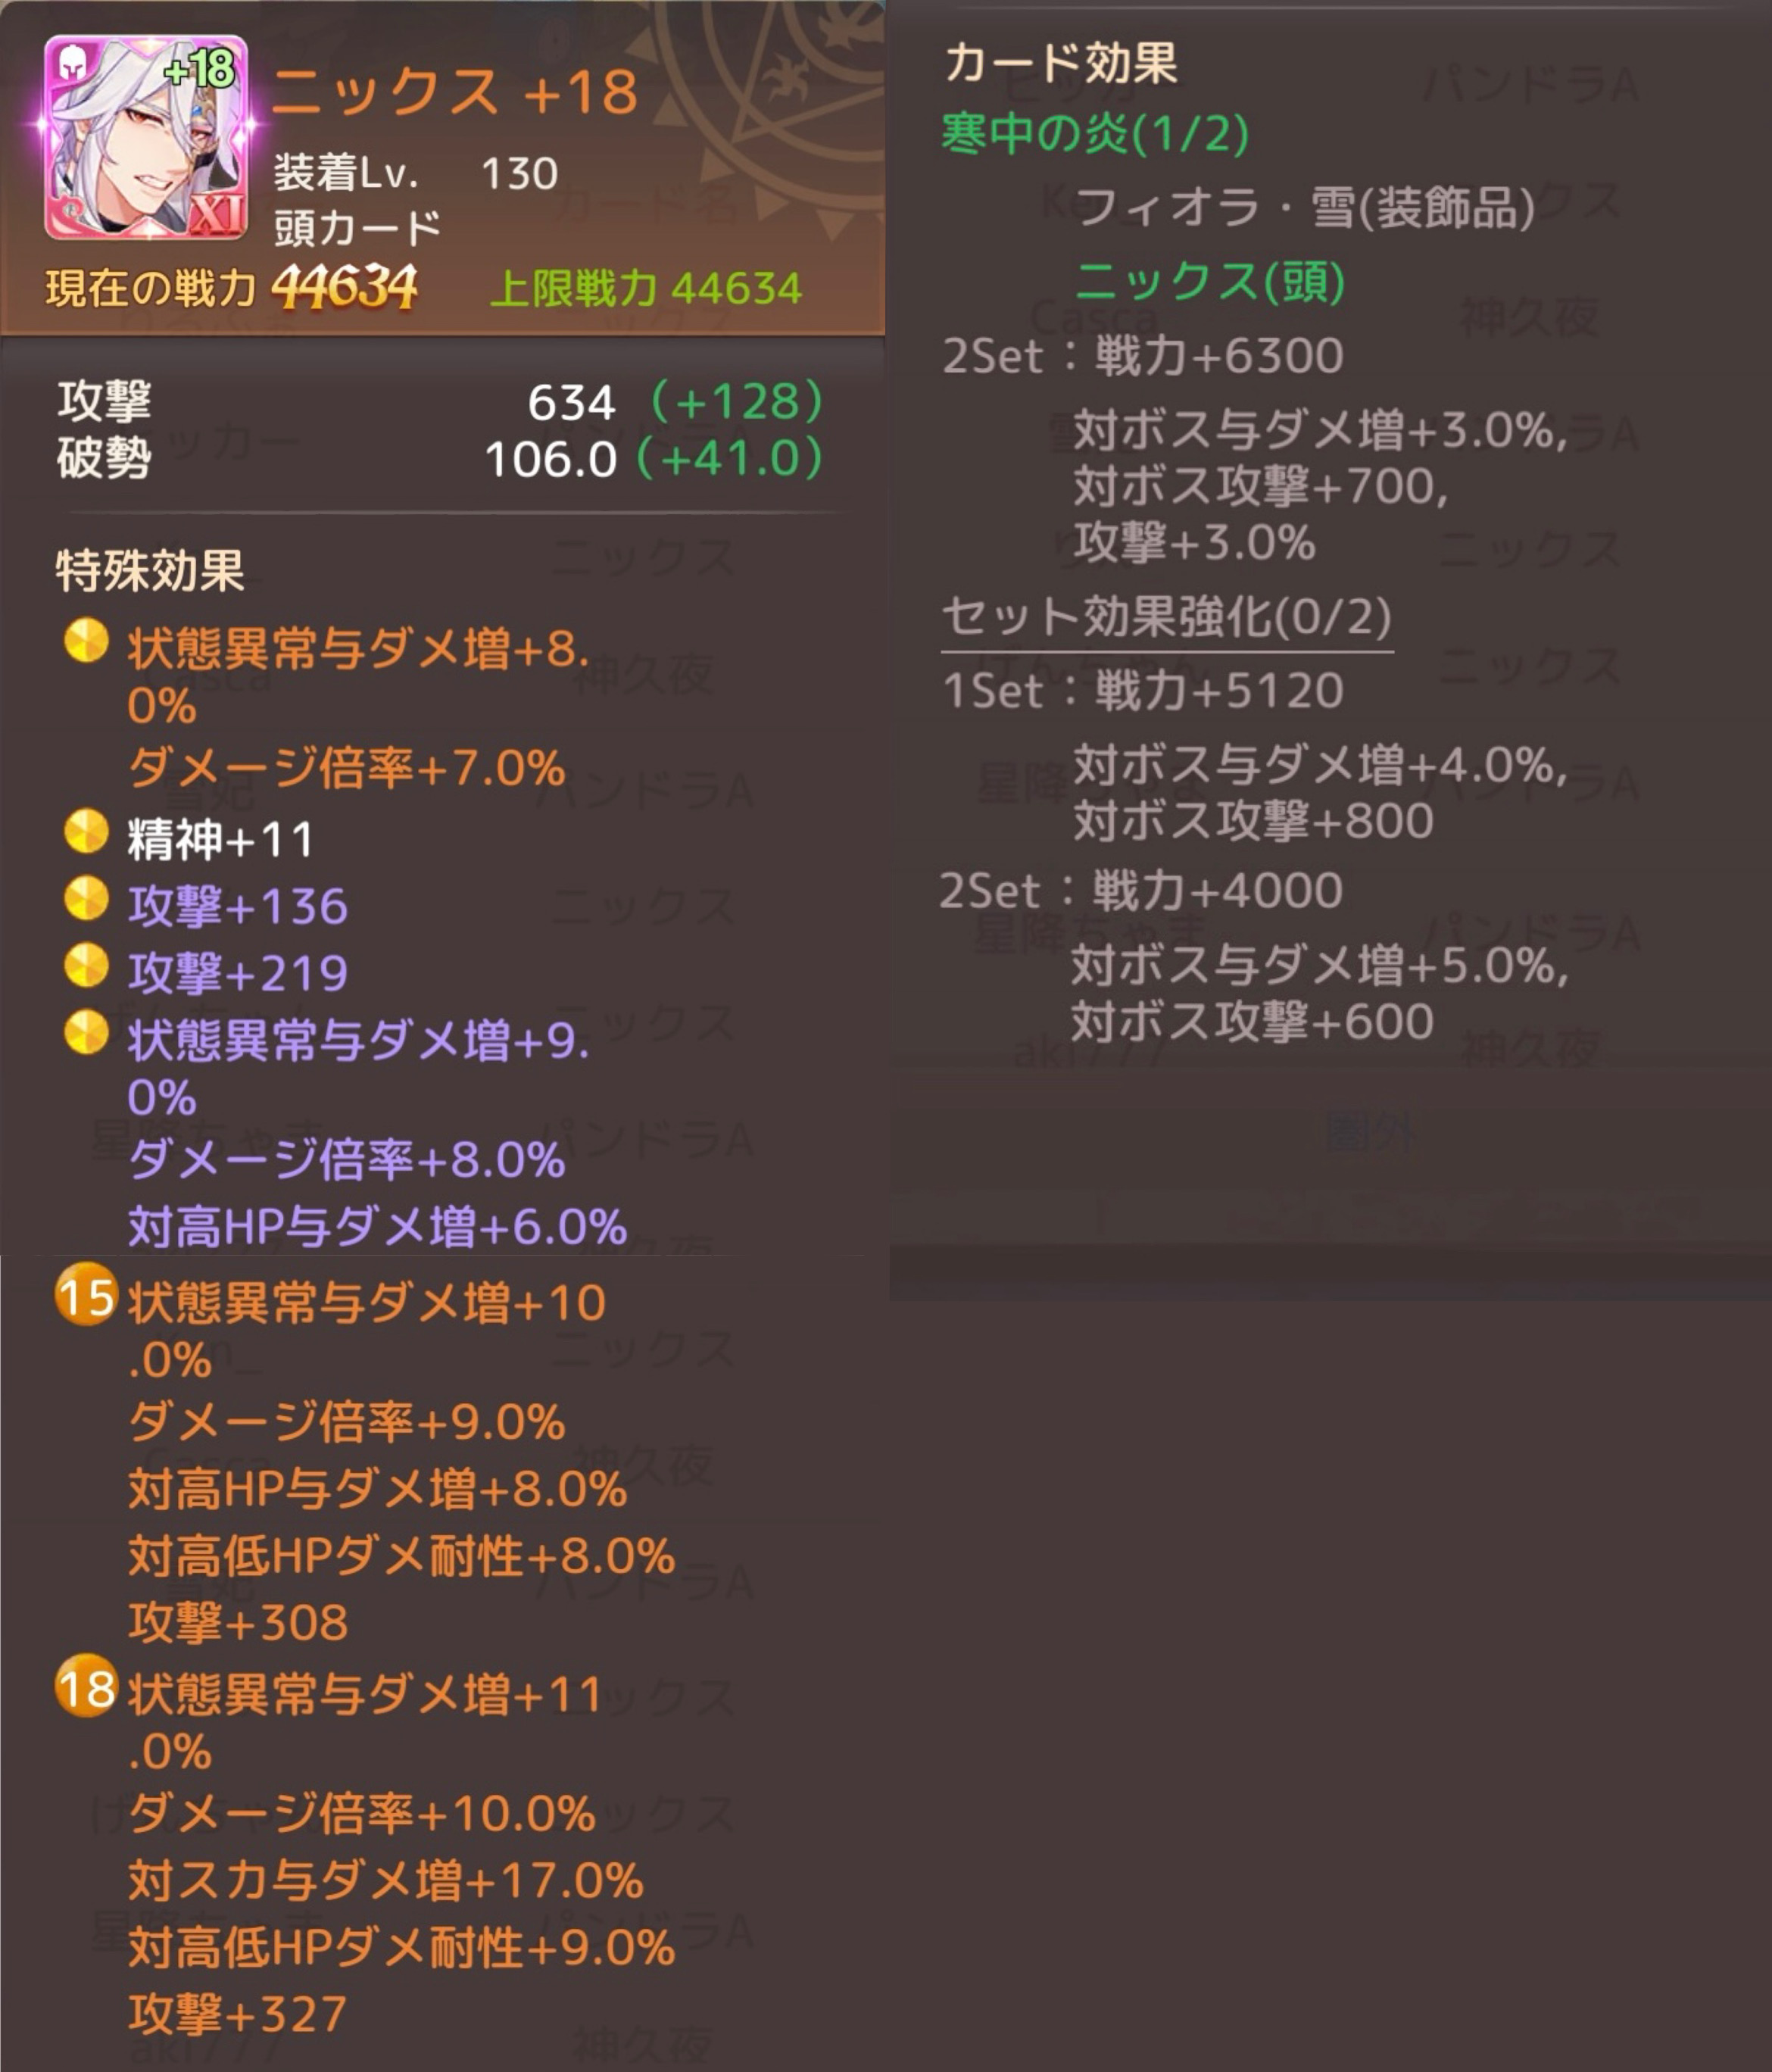 +18
XI
ニックス +18
装着Lv. 130
頭カード
現在の戦力 44634 上限戦力 44634
攻撃 634 (+128)
破勢 106.0 (+41.0)
特殊効果
状態異常与ダメ増+8.
0%
ダメージ倍率+7.0%
精神+11
攻撃+136
攻撃+219
状態異常与ダメ増+9.
0%
ダメージ倍率+8.0%
対高HP与ダメ増+6.0%
15 状態異常与ダメ増+10
.0%
ダメージ倍率+9.0%
対高HP与ダメ増+8.0%
対高低HPダメ耐性+8.0%
攻撃+308
18 状態異常与ダメ増+11
.0%
ダメージ倍率+10.0%
対スカ与ダメ増+17.0%
対高低HPダメ耐性+9.0%
攻撃+327
カード効果
寒中の炎(1/2)
フィオラ・雪(装飾品)
ニックス(頭)
2Set：戦力+6300
対ボス与ダメ増+3.0%,
対ボス攻撃+700,
攻撃+3.0%
セット効果強化(0/2)
1Set：戦力+5120
対ボス与ダメ増+4.0%,
対ボス攻撃+800
2Set：戦力+4000
対ボス与ダメ増+5.0%,
対ボス攻撃+600